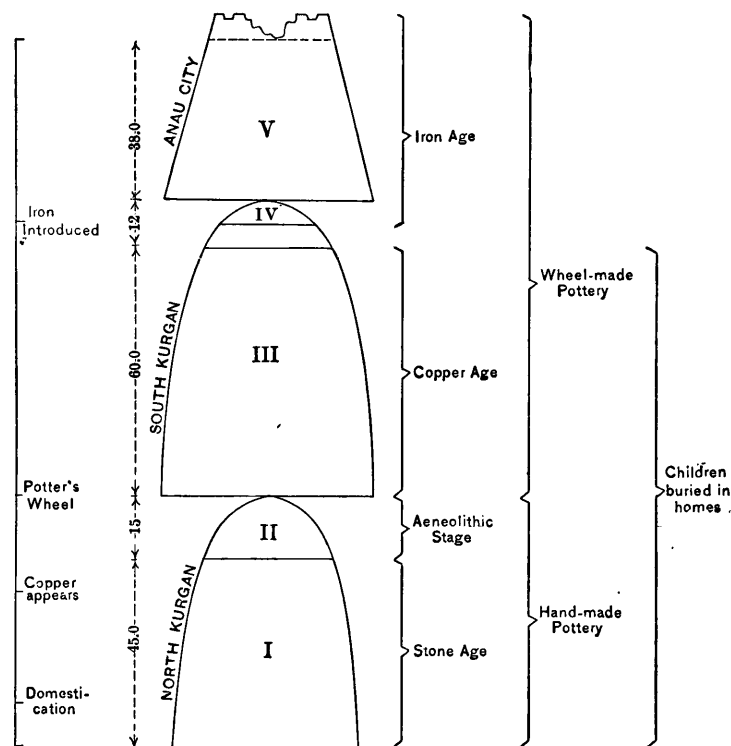 ANAU CITY
38.0
V
Iron Age
Iron
Introduced
12
IV
Wheel-made
Pottery
SOUTH KURGAN
60.0
III
Copper Age
Potter's
Wheel
Children
buried in
homes
15
II
Aeneolithic
Stage
Copper
appears
NORTH KURGAN
45.0
I
Hand-made
Pottery
Stone Age
Domesti-
cation